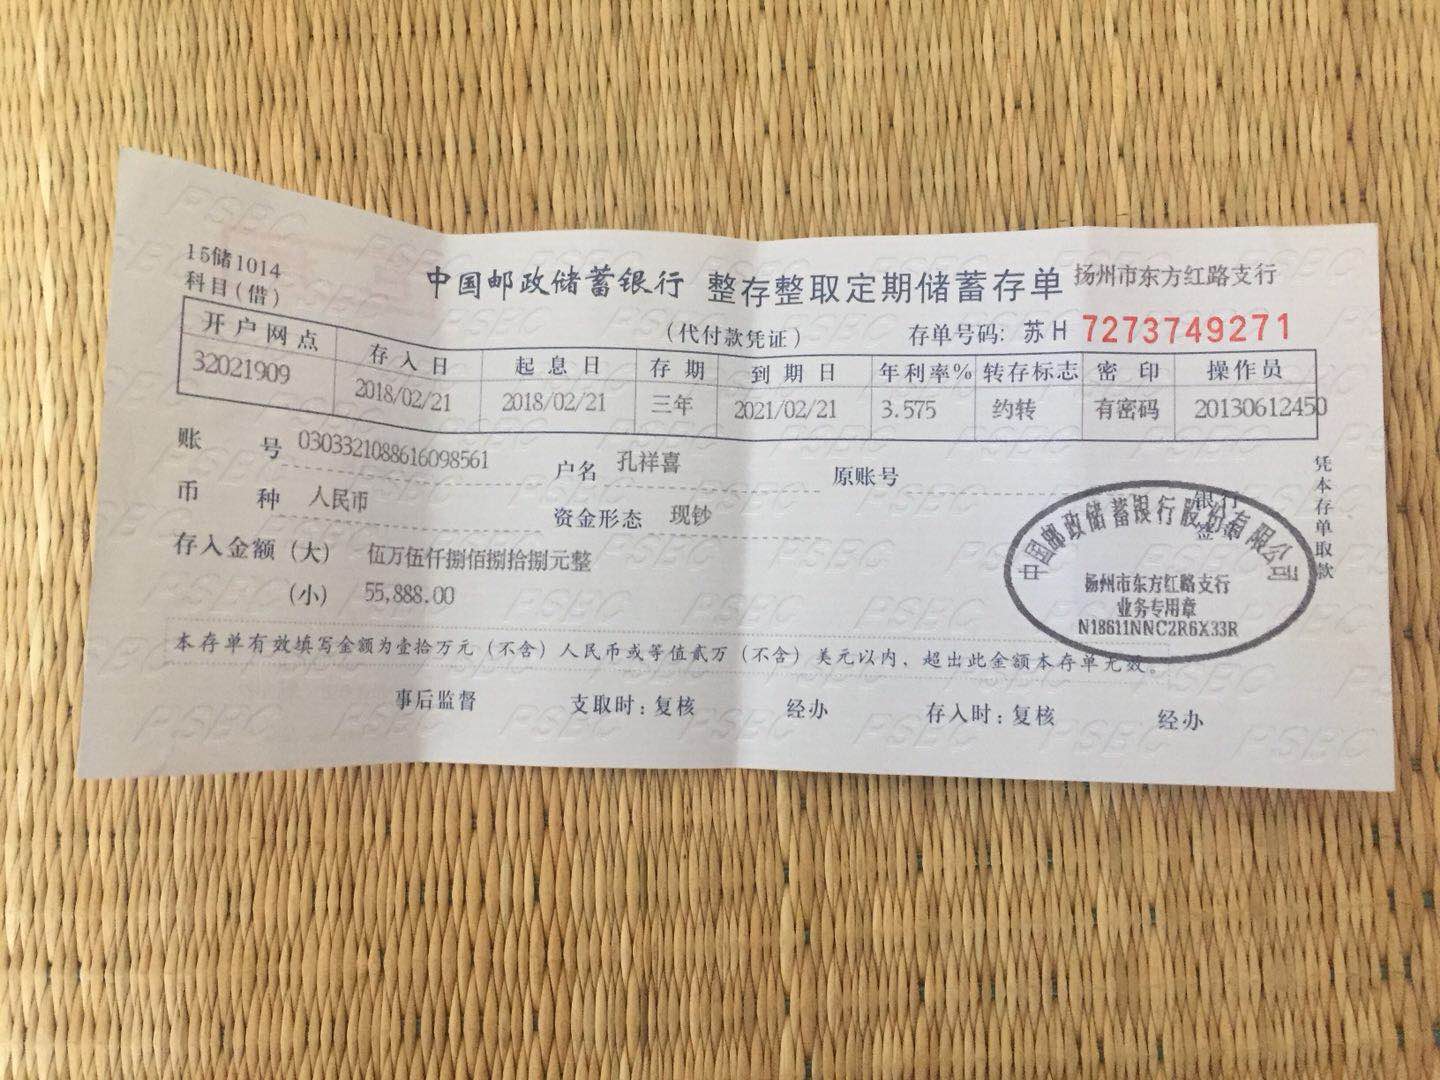 15储1014
科目(借)
中国邮政储蓄银行 整存整取定期储蓄存单 扬州市东方红路支行
(代付款凭证) 存单号码: 苏H 7273749271
开户网点 存入日 起息日 存期 到期日 年利率% 转存标志 密印 操作员
32021909 2018/02/21 2018/02/21 三年 2021/02/21 3.575 约转 有密码 20130612450
账号 0303321088616098561 户名 孔祥喜 原账号
币种 人民币 资金形态 现钞 银行
签
存入金额 (大) 伍万伍仟捌佰捌拾捌元整
(小) 55,888.00
凭本存单取款
中国邮政储蓄银行股份有限公司
扬州市东方红路支行
业务专用章
N18611NNC2R6X33R
本存单有效填写金额为壹拾万元(不含)人民币或等值贰万(不含)美元以内,超出此金额本存单无效。
事后监督 支取时:复核 经办 存入时:复核 经办
PSBC